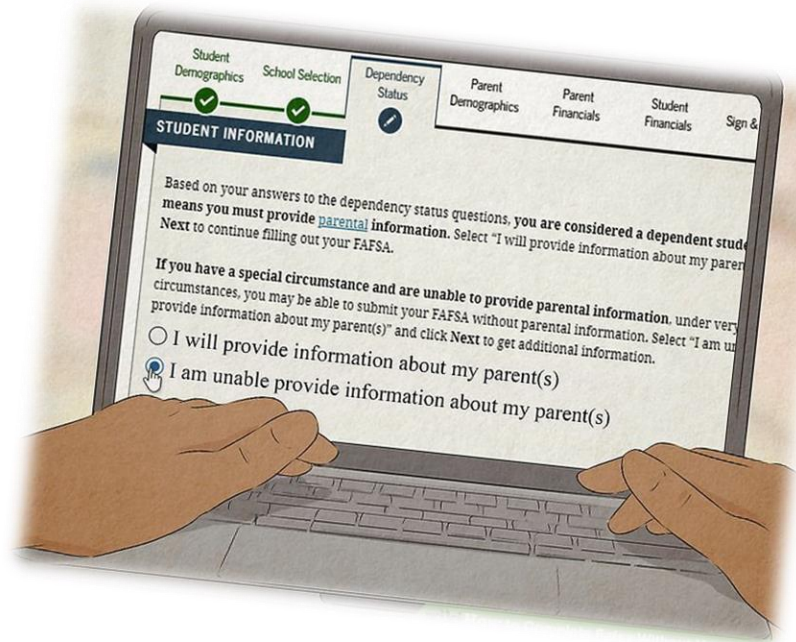 Student
Demographics
School Selection
Dependency
Status
Parent
Demographics
Parent
Financials
Student
Financials
Sign &
STUDENT INFORMATION
Based on your answers to the dependency status questions, you are considered a dependent
means you must provide parental information. Select "I will provide information about my
Next to continue filling out your FAFSA.
If you have a special circumstance and are unable to provide parental information, under very
circumstances, you may be able to submit your FAFSA without parental information. Select "I am
provide information about my parent(s)" and click Next to get additional information.
I will provide information about my parent(s)
I am unable provide information about my parent(s)